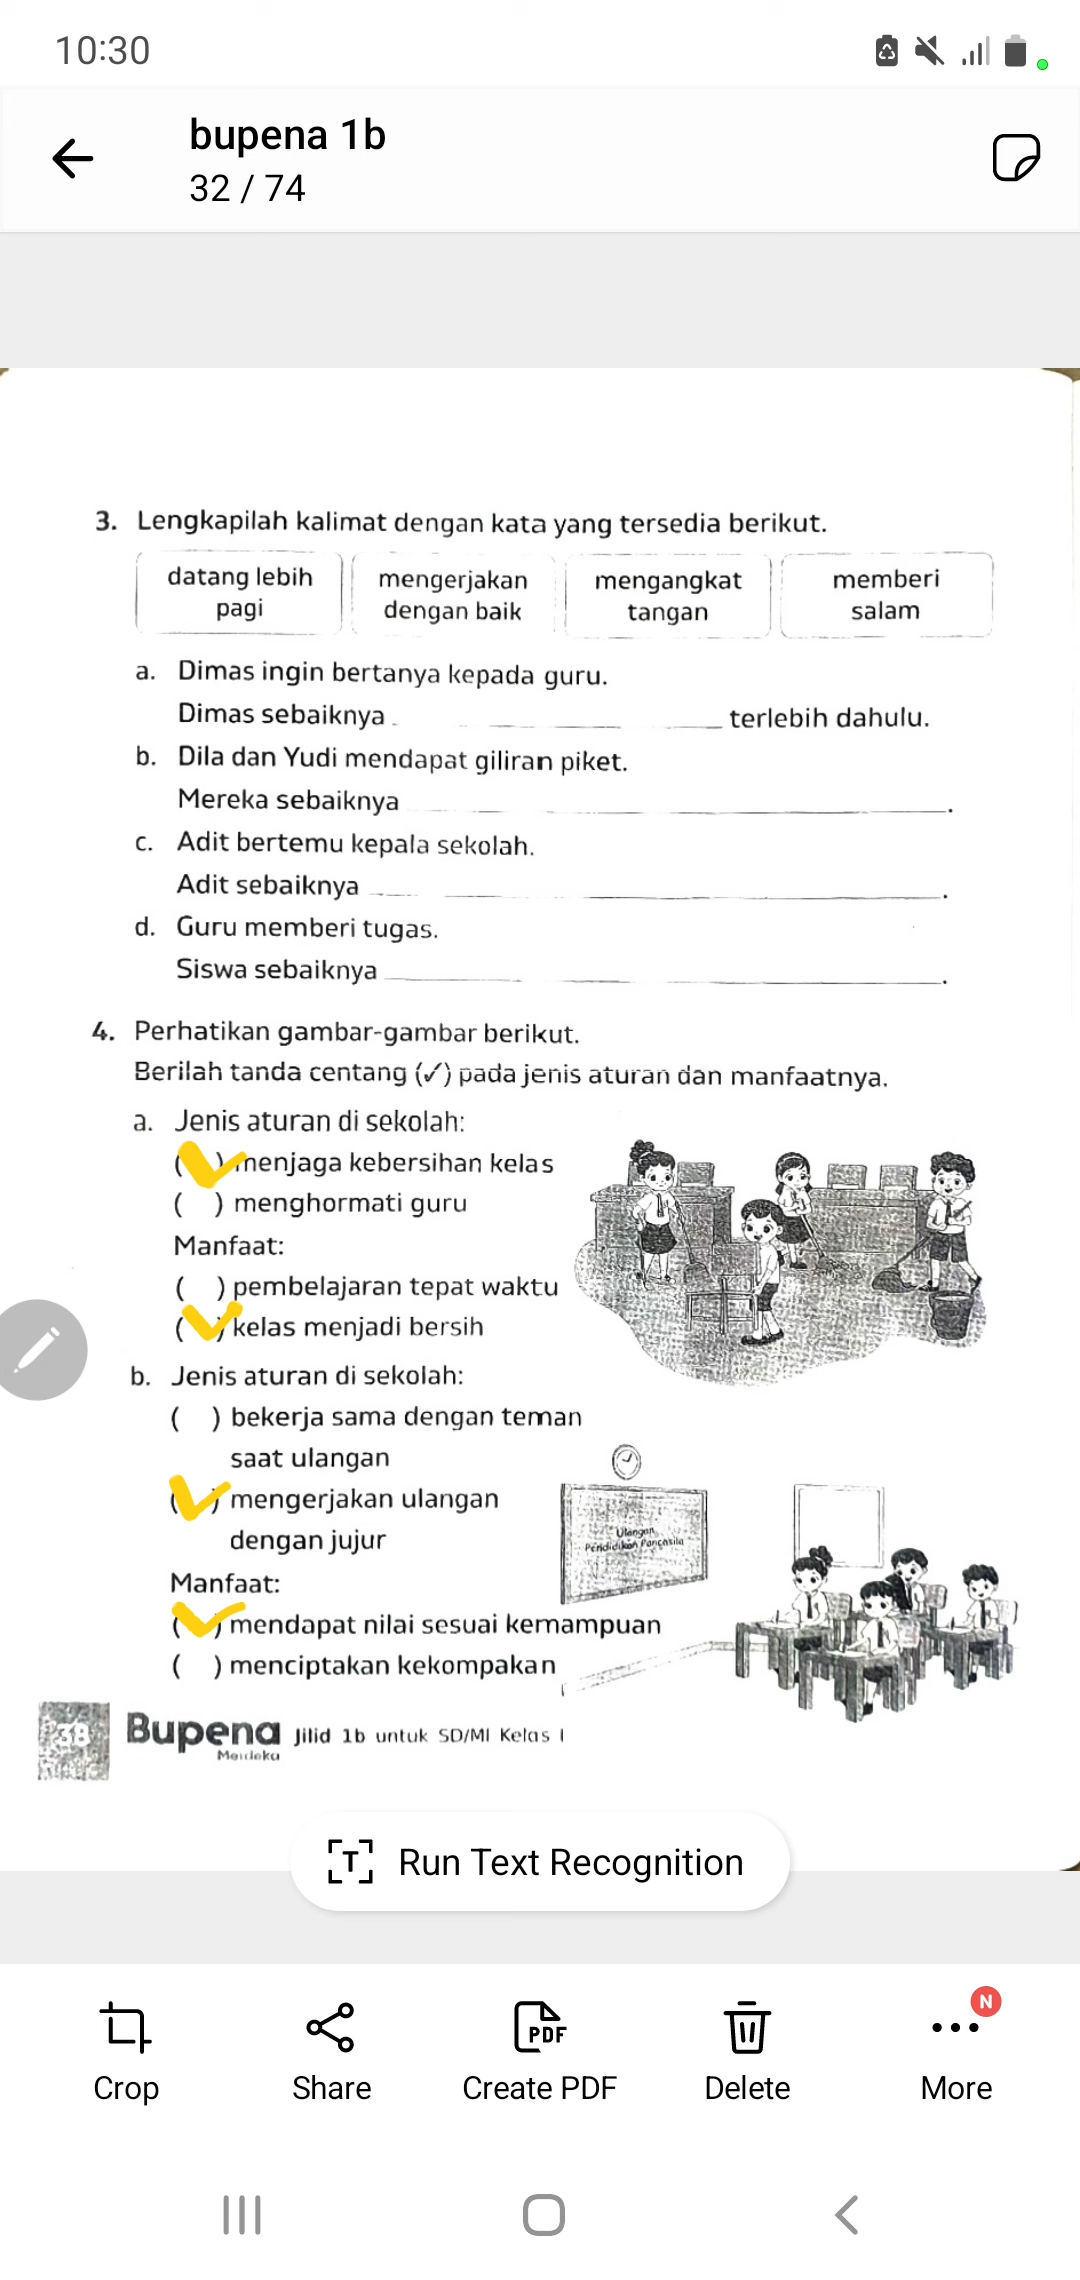 10:30
bupena 1b
32 / 74
3. Lengkapilah kalimat dengan kata yang tersedia berikut.
datang lebih pagi
mengerjakan dengan baik
mengangkat tangan
memberi salam
a. Dimas ingin bertanya kepada guru.
Dimas sebaiknya ____________ terlebih dahulu.
b. Dila dan Yudi mendapat giliran piket.
Mereka sebaiknya ____________.
c. Adit bertemu kepala sekolah.
Adit sebaiknya ____________.
d. Guru memberi tugas.
Siswa sebaiknya ____________.
4. Perhatikan gambar-gambar berikut.
Berilah tanda centang (✓) pada jenis aturan dan manfaatnya.
a. Jenis aturan di sekolah:
(✓) menjaga kebersihan kelas
( ) menghormati guru
Manfaat:
( ) pembelajaran tepat waktu
(✓) kelas menjadi bersih
b. Jenis aturan di sekolah:
( ) bekerja sama dengan teman
saat ulangan
(✓) mengerjakan ulangan
dengan jujur
Manfaat:
(✓) mendapat nilai sesuai kemampuan
( ) menciptakan kekompakan
Ulangan
Pendidikan Pancasila
38 Bupena Jilid 1b untuk SD/MI Kelas I
Merdeka
Run Text Recognition
Crop
Share
PDF
Create PDF
Delete
N
More